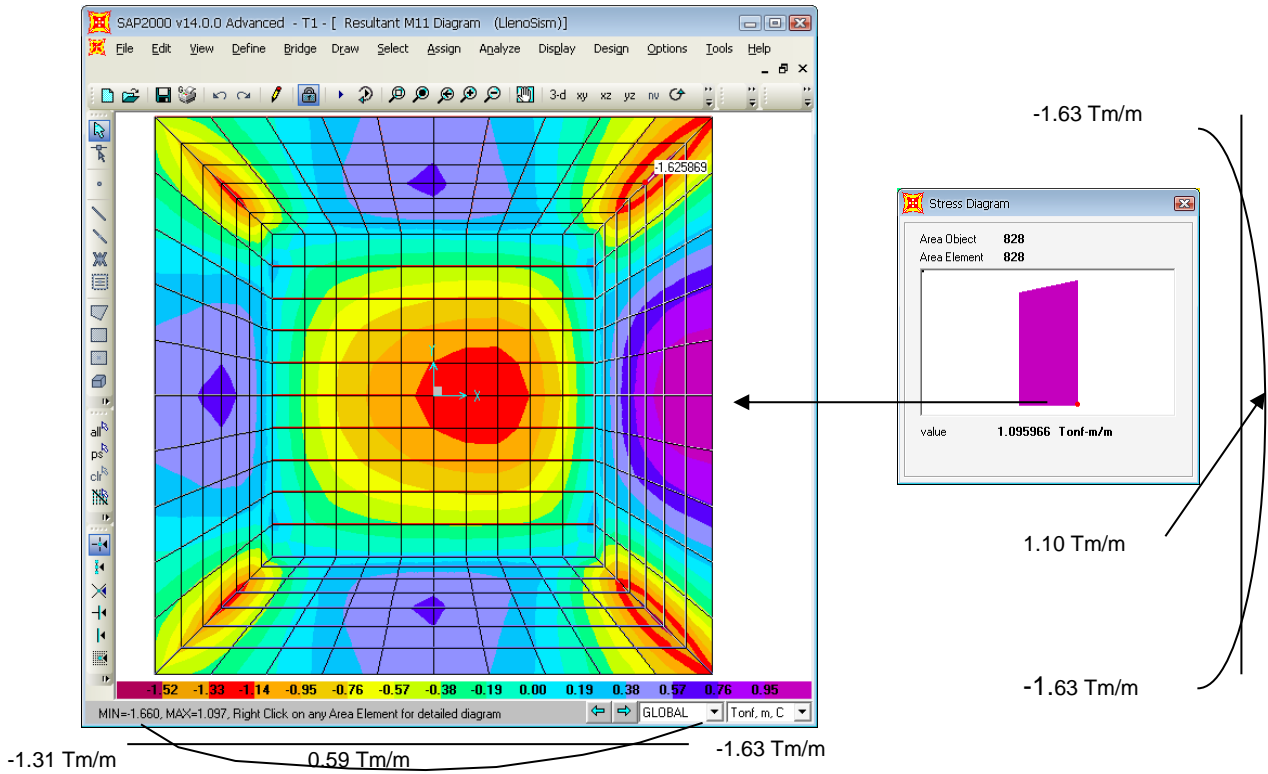 SAP2000 v14.0.0 Advanced - T1 - [ Resultant M11 Diagram (LlenoSism)]
File Edit View Define Bridge Draw Select Assign Analyze Display Design Options Tools Help
3-d xy xz yz nv
all
ps
clr
-1.625869
-1.52 -1.33 -1.14 -0.95 -0.76 -0.57 -0.38 -0.19 0.00 0.19 0.38 0.57 0.76 0.95
MIN=-1.660, MAX=1.097, Right Click on any Area Element for detailed diagram
GLOBAL
Tonf, m, C
Y
X
-1.31 Tm/m
0.59 Tm/m
-1.63 Tm/m
-1.63 Tm/m
Stress Diagram
Area Object 828
Area Element 828
value 1.095966 Tonf-m/m
1.10 Tm/m
-1.63 Tm/m